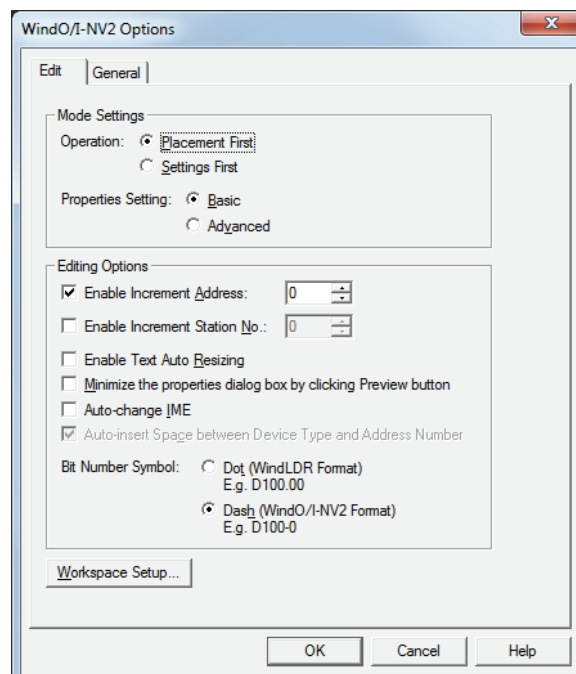 WindO/I-NV2 Options
Edit General
Mode Settings
Operation: Placement First
Settings First
Properties Setting: Basic
Advanced
Editing Options
Enable Increment Address: 0
Enable Increment Station No.: 0
Enable Text Auto Resizing
Minimize the properties dialog box by clicking Preview button
Auto-change IME
Auto-insert Space between Device Type and Address Number
Bit Number Symbol: Dot (WindLDR Format)
E.g. D100.00
Dash (WindO/I-NV2 Format)
E.g. D100-0
Workspace Setup...
OK Cancel Help